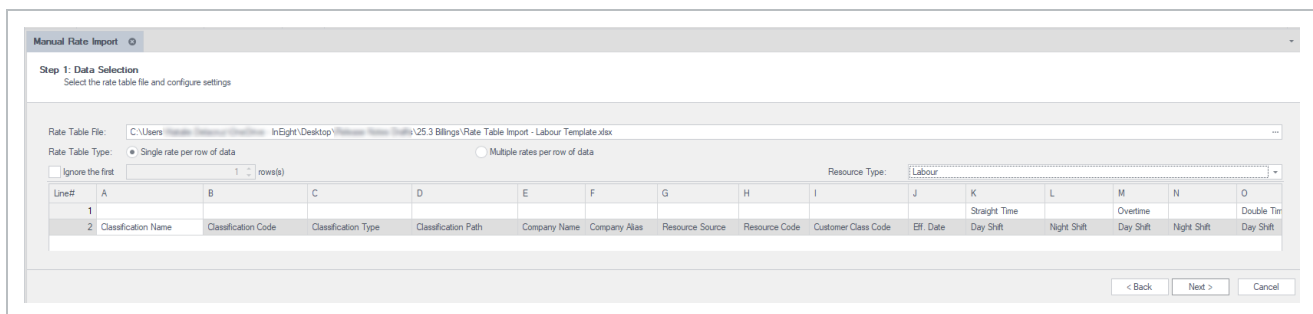 Manual Rate Import
Step 1: Data Selection
Select the rate table file and configure settings
Rate Table File: C:\Users InEight\Desktop\ \25.3 Billings\Rate Table Import - Labour Template.xlsx ...
Rate Table Type: Single rate per row of data Multiple rates per row of data
Ignore the first 1 rows(s) Resource Type: Labour
Line# A B C D E F G H I J K L M N O
1 Straight Time Overtime Double Tim
2 Classification Name Classification Code Classification Type Classification Path Company Name Company Alias Resource Source Resource Code Customer Class Code Eff. Date Day Shift Night Shift Day Shift Night Shift Day Shift
< Back Next > Cancel